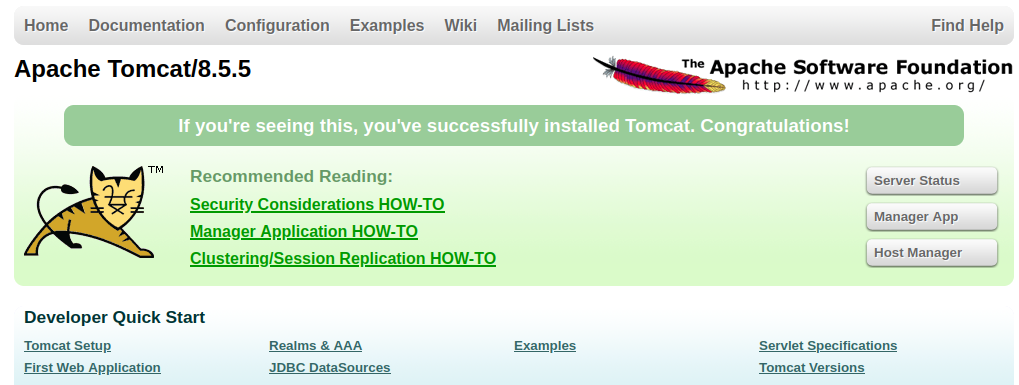 Home Documentation Configuration Examples Wiki Mailing Lists Find Help
Apache Tomcat/8.5.5
The Apache Software Foundation
http://www.apache.org/
If you're seeing this, you've successfully installed Tomcat. Congratulations!
TM
Recommended Reading:
Security Considerations HOW-TO
Manager Application HOW-TO
Clustering/Session Replication HOW-TO
Server Status
Manager App
Host Manager
Developer Quick Start
Tomcat Setup Realms & AAA Examples Servlet Specifications
First Web Application JDBC DataSources Tomcat Versions